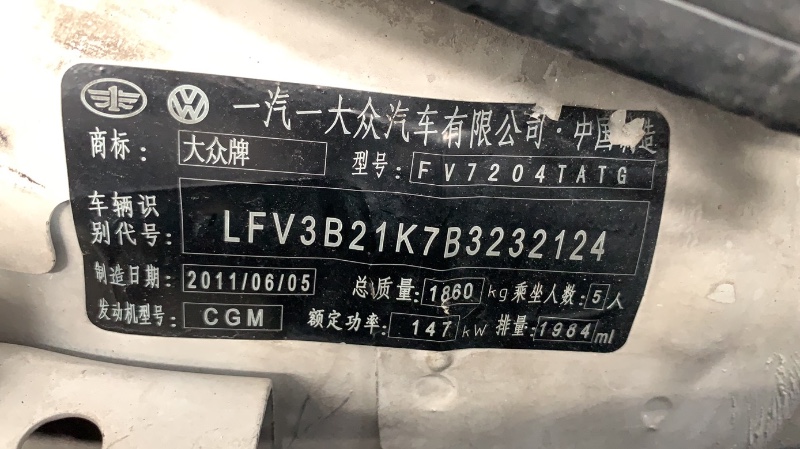 一汽一大众汽车有限公司·中国制造
商标: 大众牌 型号: FV7204TATG
车辆识
别代号: LFV3B21K7B3232124
制造日期: 2011/06/05 总质量: 1860 kg 乘坐人数: 5 人
发动机型号: CGM 额定功率: 147 kW 排量: 1984 ml